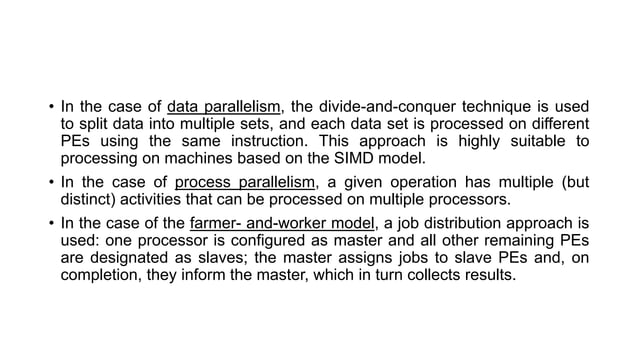 • In the case of data parallelism, the divide-and-conquer technique is used
to split data into multiple sets, and each data set is processed on different
PEs using the same instruction. This approach is highly suitable to
processing on machines based on the SIMD model.
• In the case of process parallelism, a given operation has multiple (but
distinct) activities that can be processed on multiple processors.
• In the case of the farmer- and-worker model, a job distribution approach is
used: one processor is configured as master and all other remaining PEs
are designated as slaves; the master assigns jobs to slave PEs and, on
completion, they inform the master, which in turn collects results.